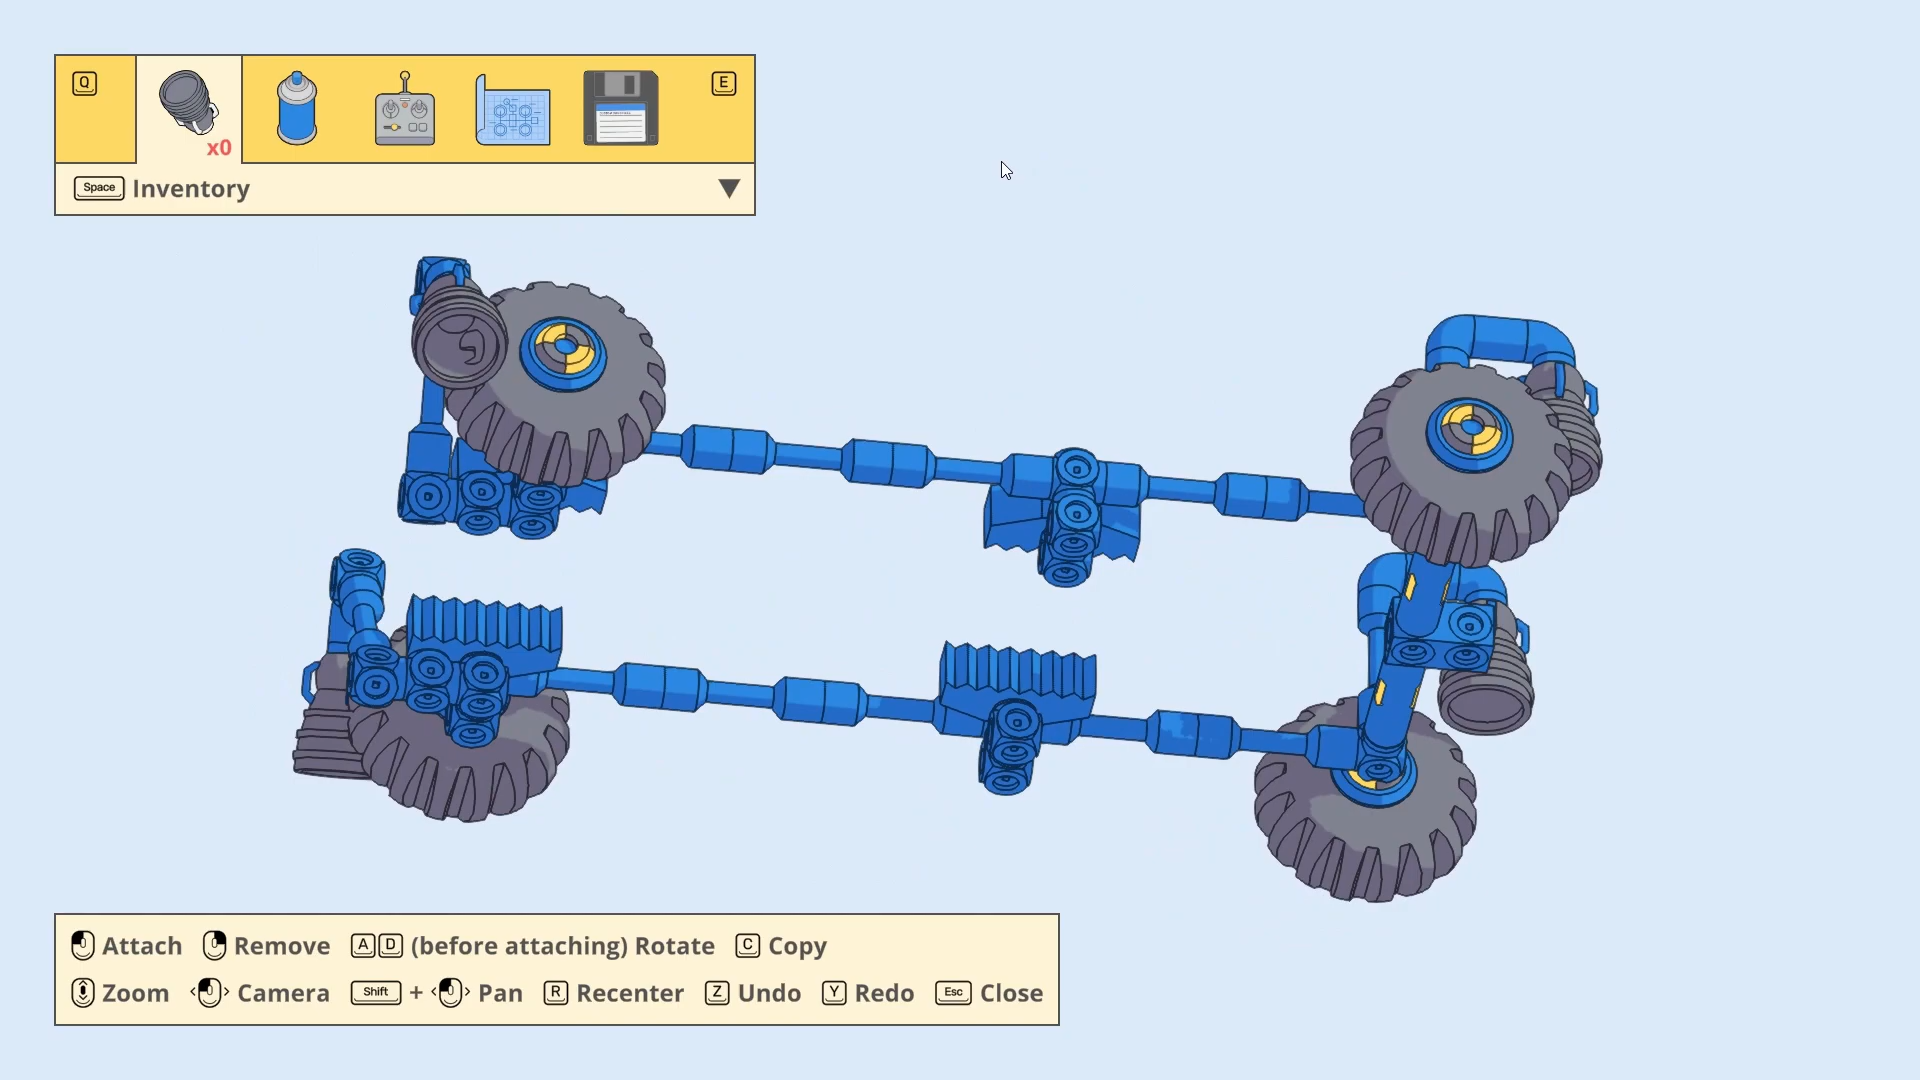 Q
E
x0
Space Inventory
Attach Remove A D (before attaching) Rotate C Copy
Zoom Camera Shift + Pan R Recenter Z Undo Y Redo Esc Close